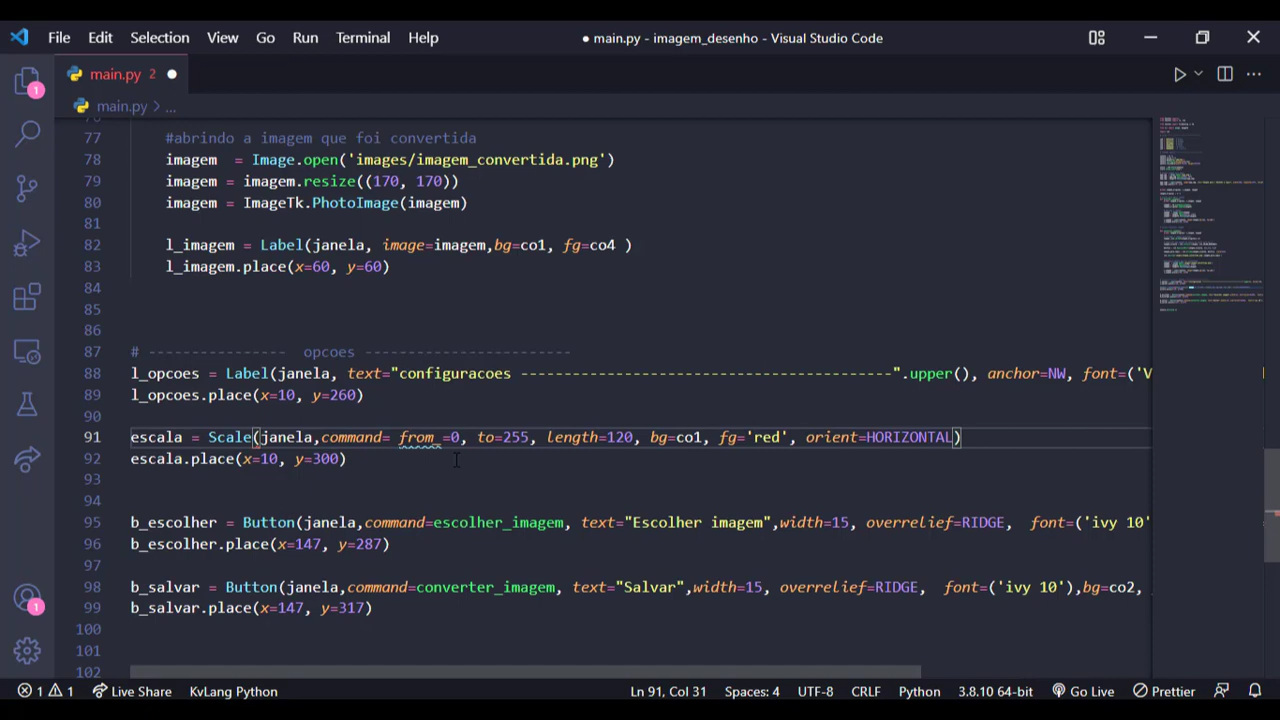 File Edit Selection View Go Run Terminal Help ● main.py - imagem_desenho - Visual Studio Code
main.py 2 ●
main.py > ...
77 #abrindo a imagem que foi convertida
78 imagem  = Image.open('images/imagem_convertida.png')
79 imagem = imagem.resize((170, 170))
80 imagem = ImageTk.PhotoImage(imagem)
81
82 l_imagem = Label(janela, image=imagem,bg=co1, fg=co4 )
83 l_imagem.place(x=60, y=60)
84
85
86
87 # ----------------  opcoes ------------------------
88 l_opcoes = Label(janela, text="configuracoes -------------------------------------------".upper(), anchor=NW, font=('V
89 l_opcoes.place(x=10, y=260)
90
91 escala = Scale(janela,command= from_=0, to=255, length=120, bg=co1, fg='red', orient=HORIZONTAL)
92 escala.place(x=10, y=300)
93
94
95 b_escolher = Button(janela,command=escolher_imagem, text="Escolher imagem",width=15, overrelief=RIDGE,  font=('ivy 10'
96 b_escolher.place(x=147, y=287)
97
98 b_salvar = Button(janela,command=converter_imagem, text="Salvar",width=15, overrelief=RIDGE,  font=('ivy 10'),bg=co2,
99 b_salvar.place(x=147, y=317)
100
101
102
1
1
1 1 Live Share KvLang Python Ln 91, Col 31 Spaces: 4 UTF-8 CRLF Python 3.8.10 64-bit Go Live Prettier